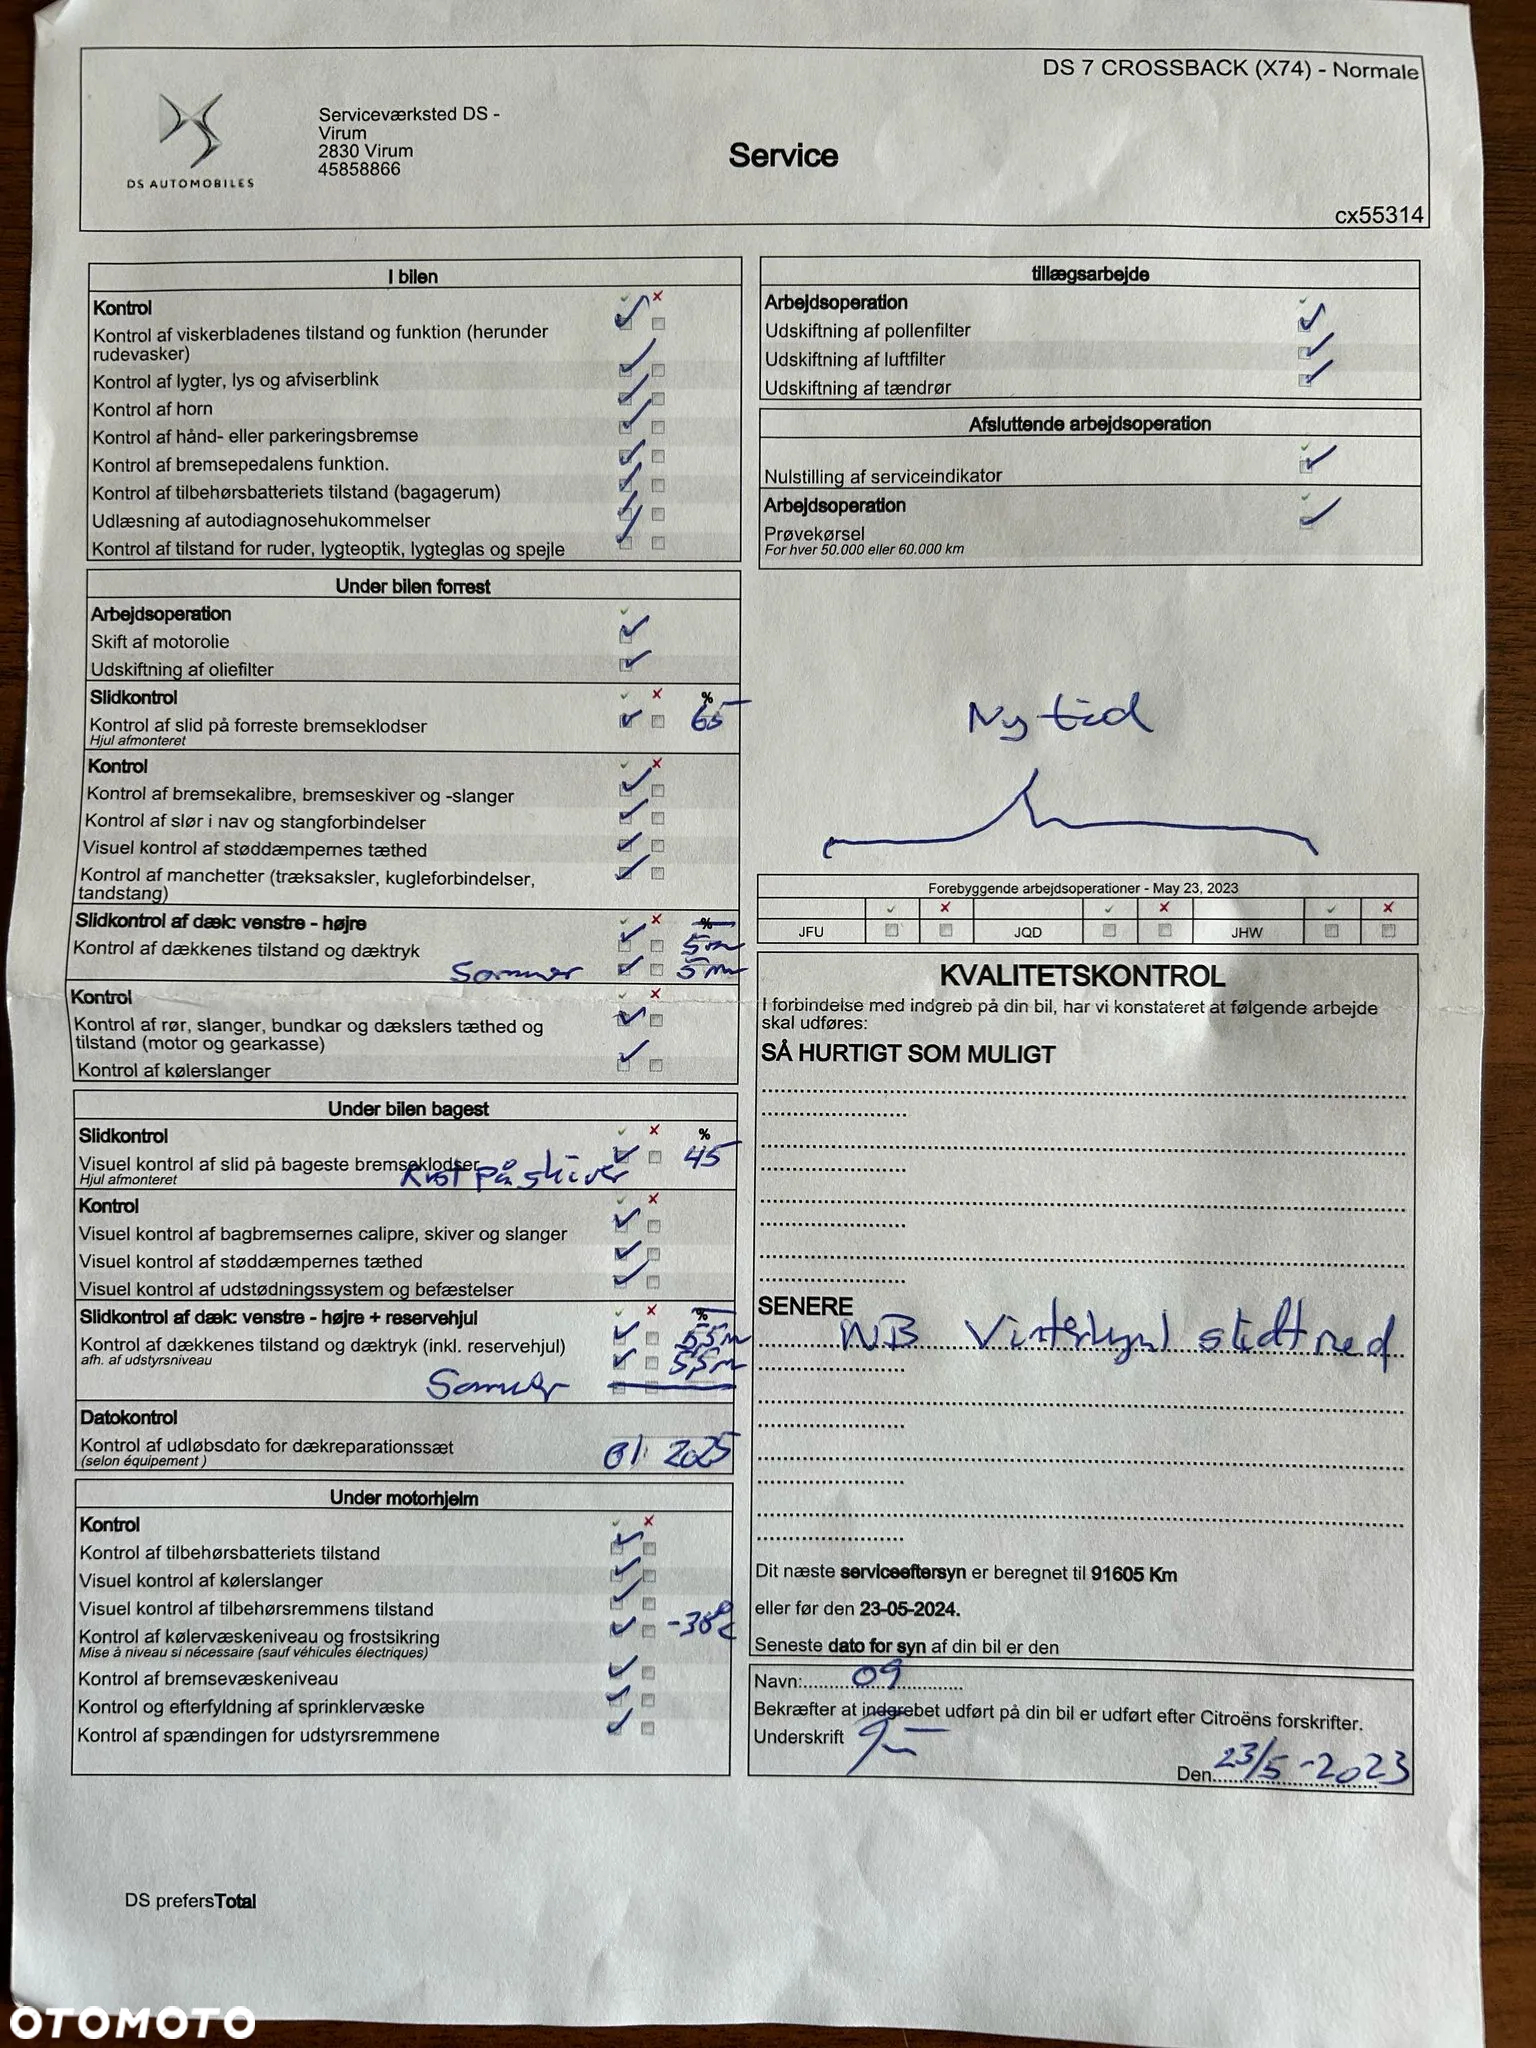 DS 7 CROSSBACK (X74) - Normale
DS AUTOMOBILES
Serviceværksted DS -
Virum
2830 Virum
45858866
Service
cx55314
I bilen
Kontrol
Kontrol af viskerbladenes tilstand og funktion (herunder
rudevasker)
Kontrol af lygter, lys og afviserblink
Kontrol af horn
Kontrol af hånd- eller parkeringsbremse
Kontrol af bremsepedalens funktion.
Kontrol af tilbehørsbatteriets tilstand (bagagerum)
Udlæsning af autodiagnosehukommelser
Kontrol af tilstand for ruder, lygteoptik, lygteglas og spejle
Under bilen forrest
Arbejdsoperation
Skift af motorolie
Udskiftning af oliefilter
Slidkontrol %
Kontrol af slid på forreste bremseklodser 65
Hjul afmonteret
Kontrol
Kontrol af bremsekalibre, bremseskiver og -slanger
Kontrol af slør i nav og stangforbindelser
Visuel kontrol af støddæmpernes tæthed
Kontrol af manchetter (træksaksler, kugleforbindelser,
tandstang)
Slidkontrol af dæk: venstre - højre %
Kontrol af dækkenes tilstand og dæktryk 5m
Sommer 5m
Kontrol
Kontrol af rør, slanger, bundkar og dækslers tæthed og
tilstand (motor og gearkasse)
Kontrol af kølerslanger
Under bilen bagest
Slidkontrol %
Visuel kontrol af slid på bageste bremseklodser 45
Hjul afmonteret Rust på skiver
Kontrol
Visuel kontrol af bagbremsernes calipre, skiver og slanger
Visuel kontrol af støddæmpernes tæthed
Visuel kontrol af udstødningssystem og befæstelser
Slidkontrol af dæk: venstre - højre + reservehjul %
Kontrol af dækkenes tilstand og dæktryk (inkl. reservehjul) 5,5m
afh. af udstyrsniveau 5,5m
Sommer
Datokontrol
Kontrol af udløbsdato for dækreparationssæt 01 2025
(selon équipement )
Under motorhjelm
Kontrol
Kontrol af tilbehørsbatteriets tilstand
Visuel kontrol af kølerslanger
Visuel kontrol af tilbehørsremmens tilstand
Kontrol af kølervæskeniveau og frostsikring -38°c
Mise à niveau si nécessaire (sauf véhicules électriques)
Kontrol af bremsevæskeniveau
Kontrol og efterfyldning af sprinklervæske
Kontrol af spændingen for udstyrsremmene
tillægsarbejde
Arbejdsoperation
Udskiftning af pollenfilter
Udskiftning af luftfilter
Udskiftning af tændrør
Afsluttende arbejdsoperation
Nulstilling af serviceindikator
Arbejdsoperation
Prøvekørsel
For hver 50.000 eller 60.000 km
Ny tid
Forebyggende arbejdsoperationer - May 23, 2023
JFU JQD JHW
KVALITETSKONTROL
I forbindelse med indgreb på din bil, har vi konstateret at følgende arbejde
skal udføres:
SÅ HURTIGT SOM MULIGT
SENERE
NB Vinterhjul slidt ned
Dit næste serviceeftersyn er beregnet til 91605 Km
eller før den 23-05-2024.
Seneste dato for syn af din bil er den
Navn: 09
Bekræfter at indgrebet udført på din bil er udført efter Citroëns forskrifter.
Underskrift
Den 23/5-2023
DS prefersTotal
OTOMOTO